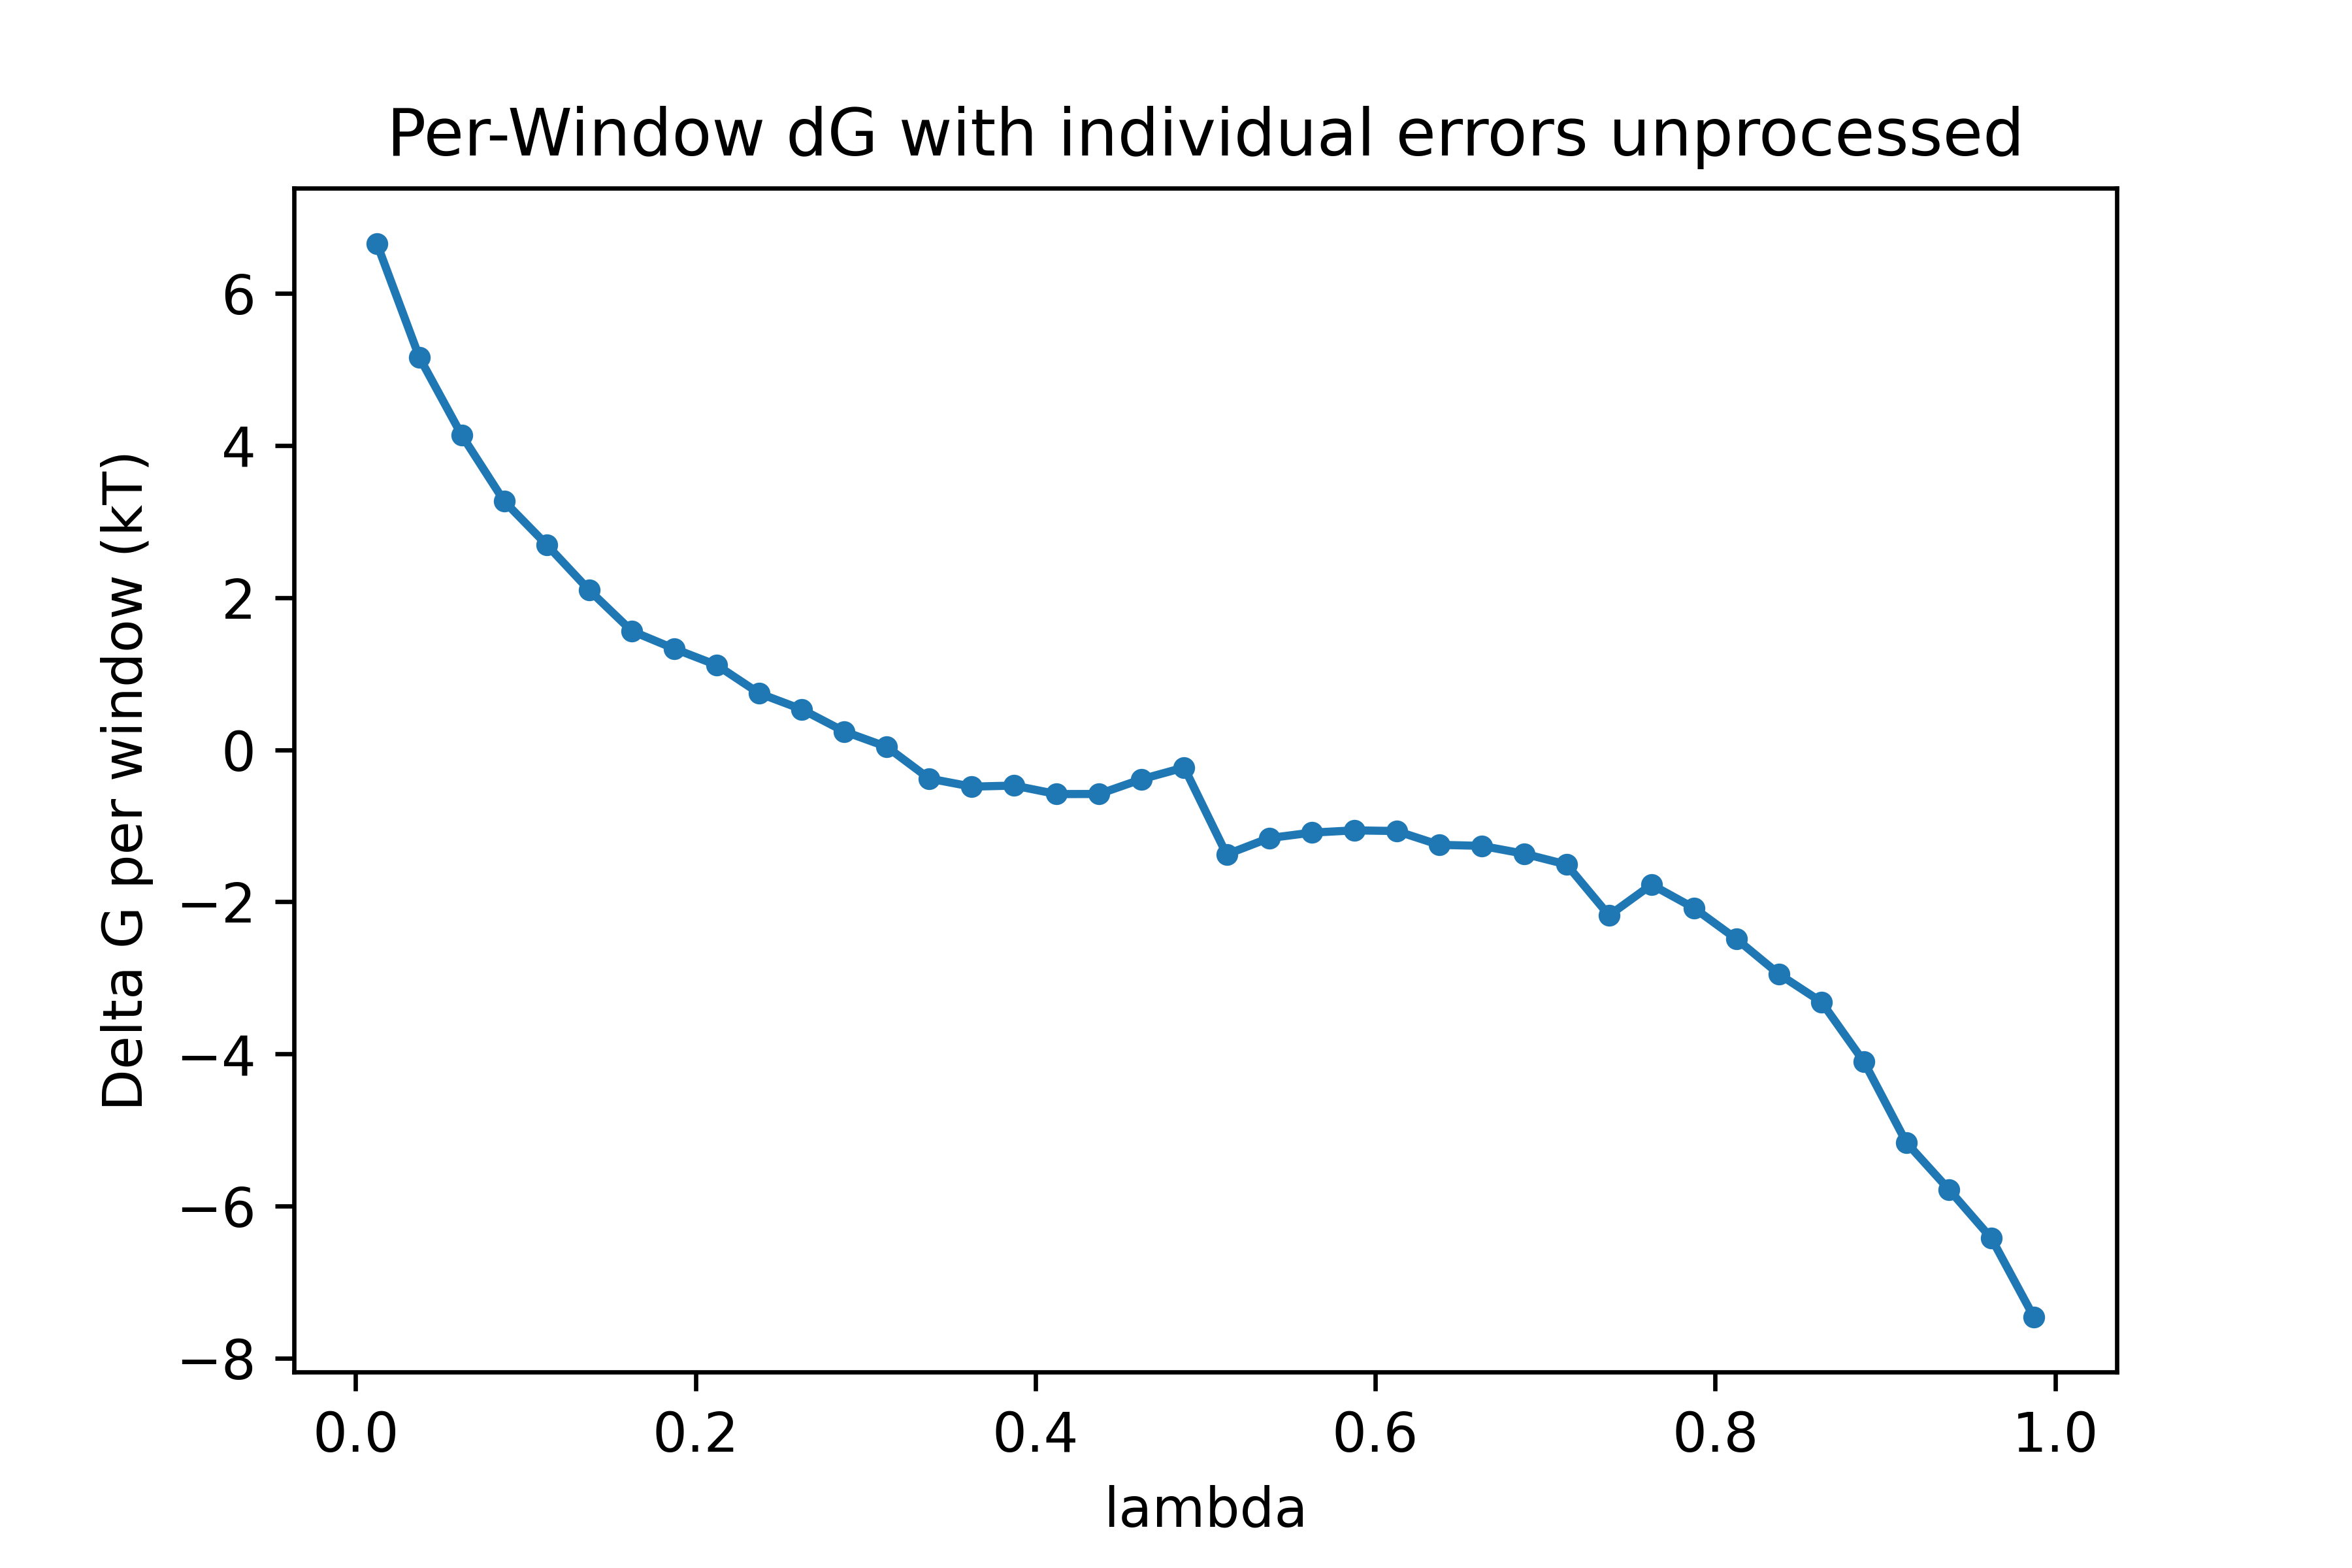 Per-Window dG with individual errors unprocessed
Delta G per window (kT)
6
4
2
0
−2
−4
−6
−8
0.0 0.2 0.4 0.6 0.8 1.0
lambda